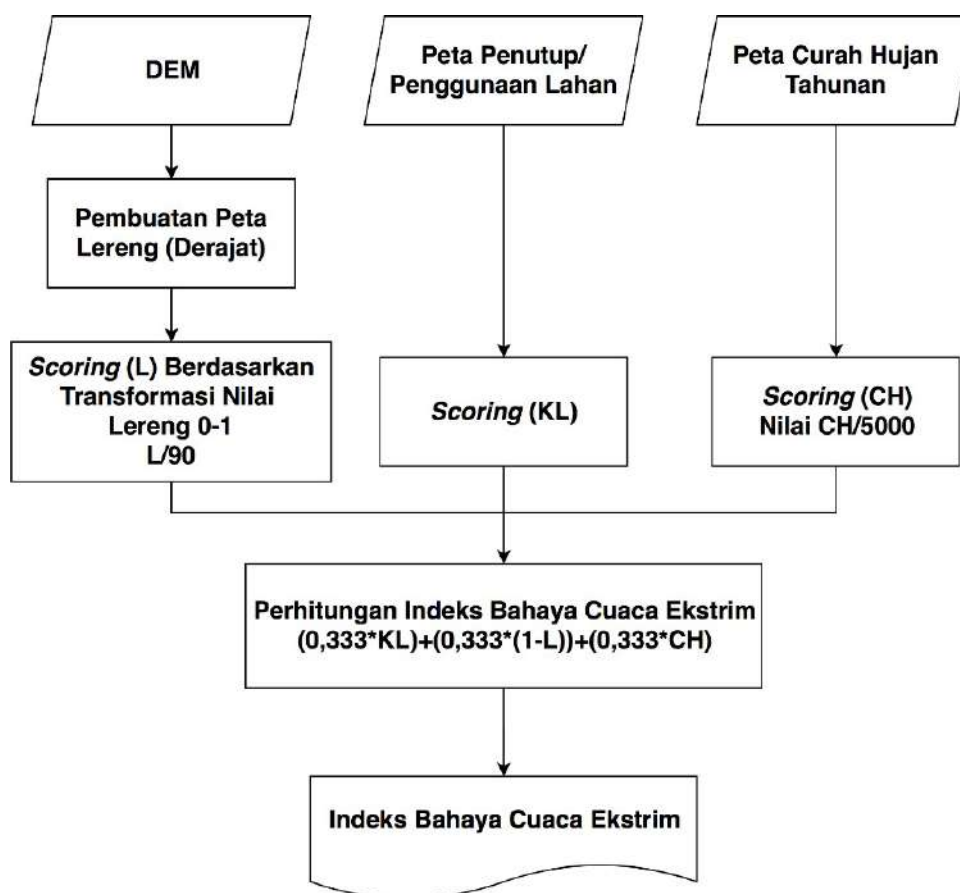 DEM
Peta Penutup/
Penggunaan Lahan
Peta Curah Hujan
Tahunan
Pembuatan Peta
Lereng (Derajat)
Scoring (L) Berdasarkan
Transformasi Nilai
Lereng 0-1
L/90
Scoring (KL)
Scoring (CH)
Nilai CH/5000
Perhitungan Indeks Bahaya Cuaca Ekstrim
(0,333*KL)+(0,333*(1-L))+(0,333*CH)
Indeks Bahaya Cuaca Ekstrim